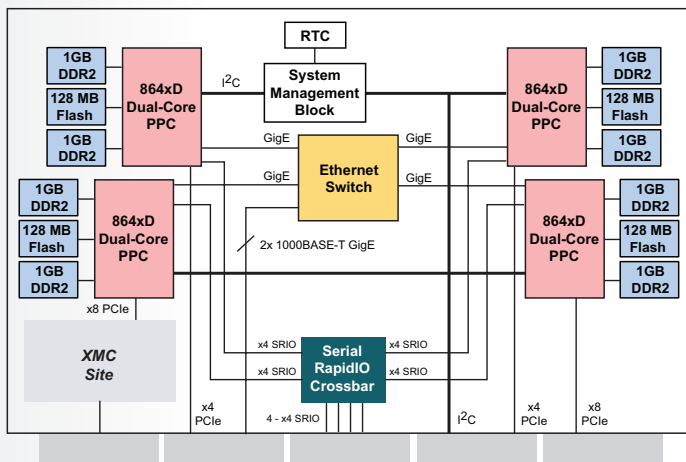 RTC
1GB
DDR2
128 MB
Flash
1GB
DDR2
864xD
Dual-Core
PPC
I2C
System
Management
Block
864xD
Dual-Core
PPC
1GB
DDR2
128 MB
Flash
1GB
DDR2
GigE
GigE
Ethernet
Switch
GigE
GigE
1GB
DDR2
128 MB
Flash
1GB
DDR2
864xD
Dual-Core
PPC
2x 1000BASE-T GigE
864xD
Dual-Core
PPC
1GB
DDR2
128 MB
Flash
1GB
DDR2
x8 PCIe
XMC
Site
x4 SRIO
x4 SRIO
Serial
RapidIO
Crossbar
x4 SRIO
x4 SRIO
x4
PCIe
4 - x4 SRIO
I2C
x4
PCIe
x8
PCIe